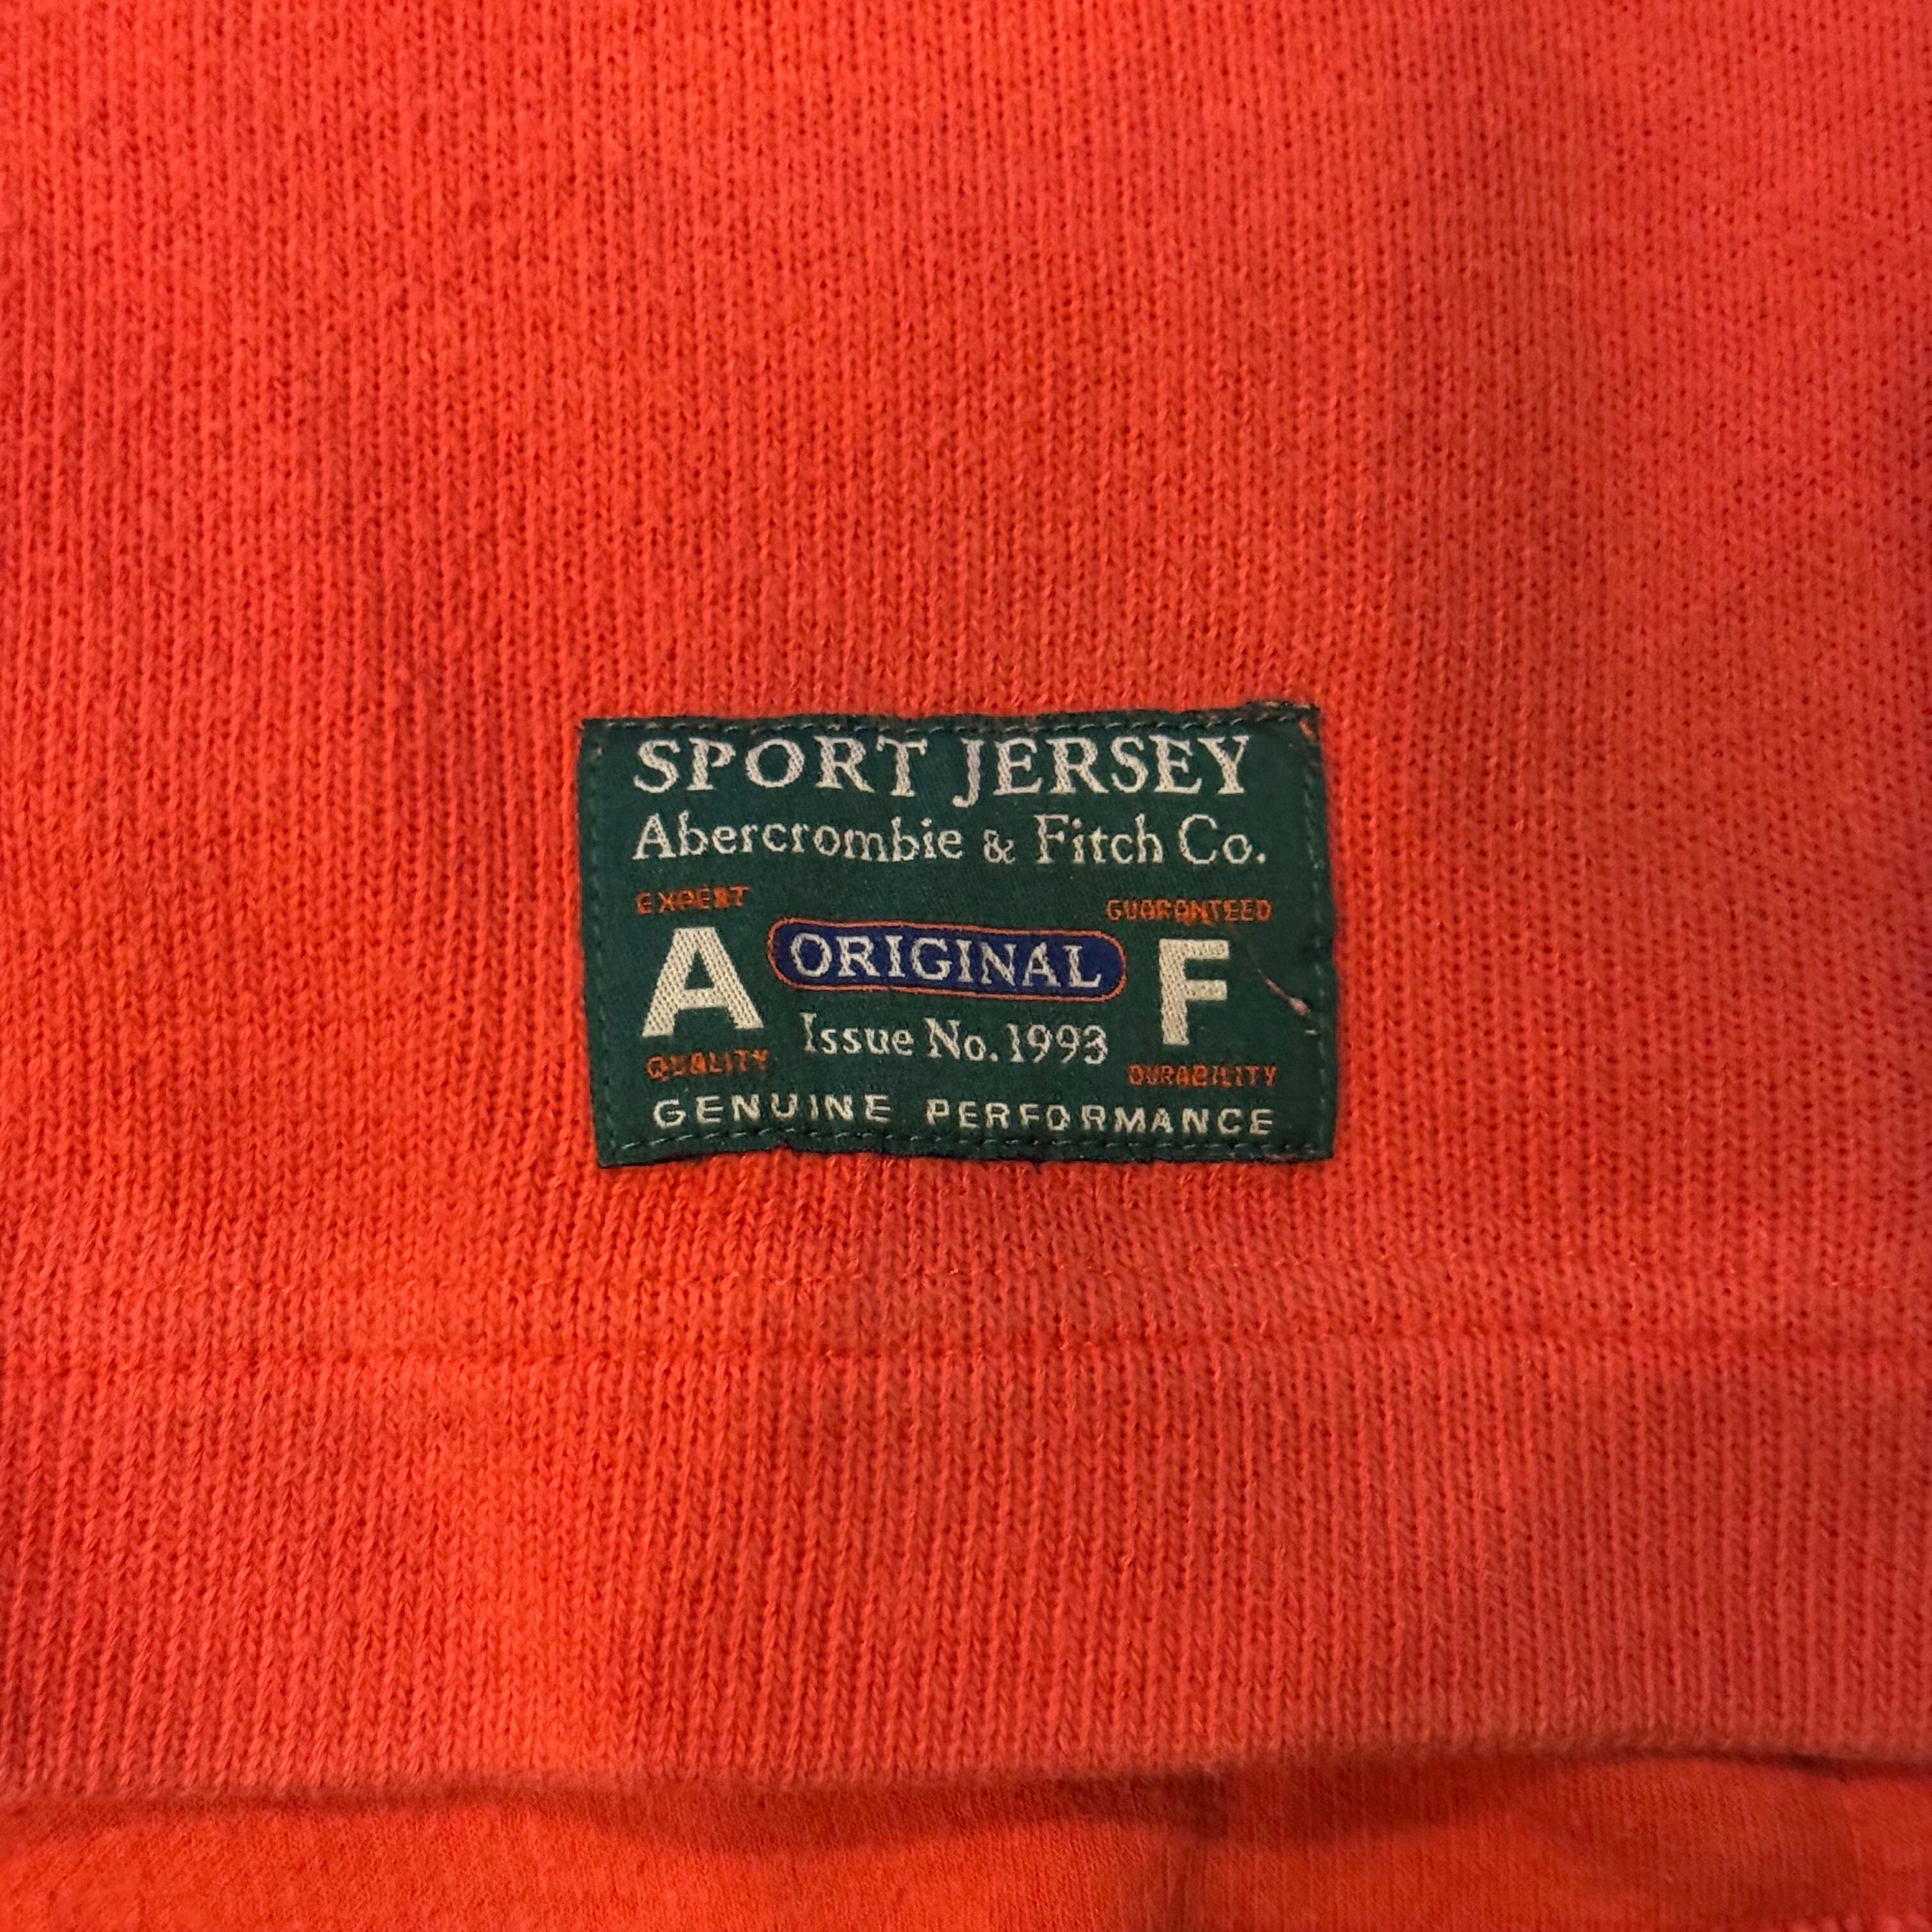 SPORT JERSEY
Abercrombie & Fitch Co.
EXPERT GUARANTEED
A ORIGINAL F
Issue No. 1993
QUALITY DURABILITY
GENUINE PERFORMANCE